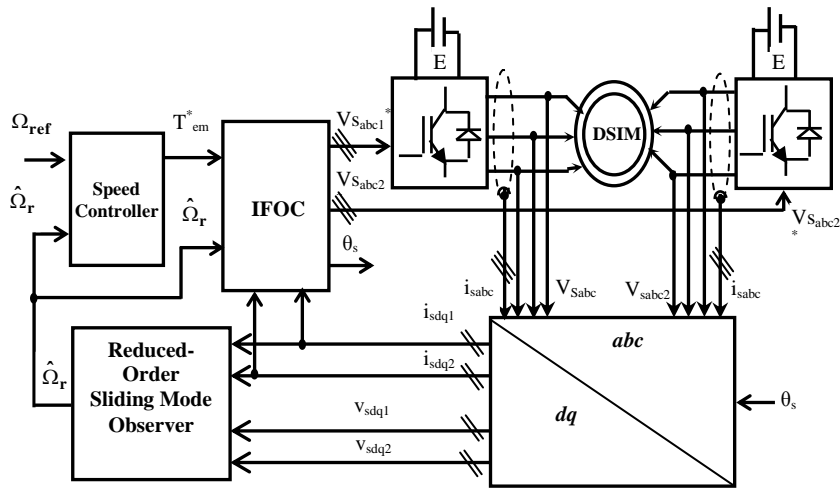 E
E
Ω_ref
T*_em
Vs_abc1*
DSIM
Speed
Controller
Ω̂_r
Ω̂_r
IFOC
Vs_abc2
Vs_abc2
*
θ_s
i_sabc
V_Sabc
V_sabc2
i_sabc
i_sdq1
abc
Reduced-
Order
Sliding Mode
Observer
Ω̂_r
i_sdq2
θ_s
dq
v_sdq1
v_sdq2